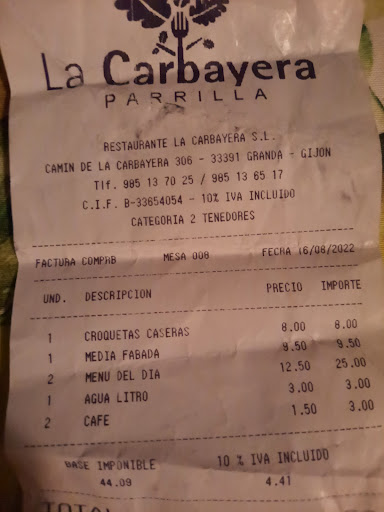 La Carbayera
PARRILLA
RESTAURANTE LA CARBAYERA S.L.
CAMIN DE LA CARBAYERA 306 - 33391 GRANDA - GIJON
Tlf. 985 13 70 25 / 985 13 65 17
C.I.F. B-33654054 - 10% IVA INCLUIDO
CATEGORIA 2 TENEDORES
FACTURA COMPRB MESA 008 FECHA 16/08/2022
UND. DESCRIPCION PRECIO IMPORTE
1 CROQUETAS CASERAS 8.00 8.00
1 MEDIA FABADA 9.50 9.50
2 MENU DEL DIA 12.50 25.00
1 AGUA LITRO 3.00 3.00
2 CAFE 1.50 3.00
BASE IMPONIBLE 10 % IVA INCLUIDO
44.09 4.41
TOTAL